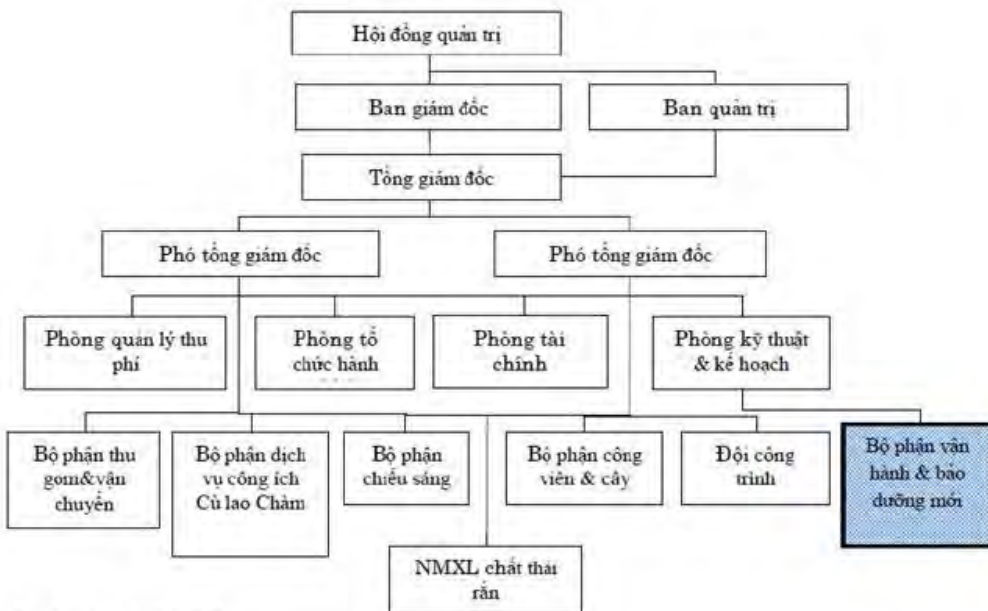 Hội đồng quản trị
Ban giám đốc
Ban quản trị
Tổng giám đốc
Phó tổng giám đốc
Phó tổng giám đốc
Phòng quản lý thu
phí
Phòng tổ
chức hành
Phòng tài
chính
Phòng kỹ thuật
& kế hoạch
Bộ phận thu
gom&vận
chuyển
Bộ phận dịch
vụ công ích
Cù lao Chàm
Bộ phận
chiếu sáng
Bộ phận công
viên & cây
Đội công
trình
Bộ phận vận
hành & bảo
dưỡng mới
NMXL chất thải
rắn